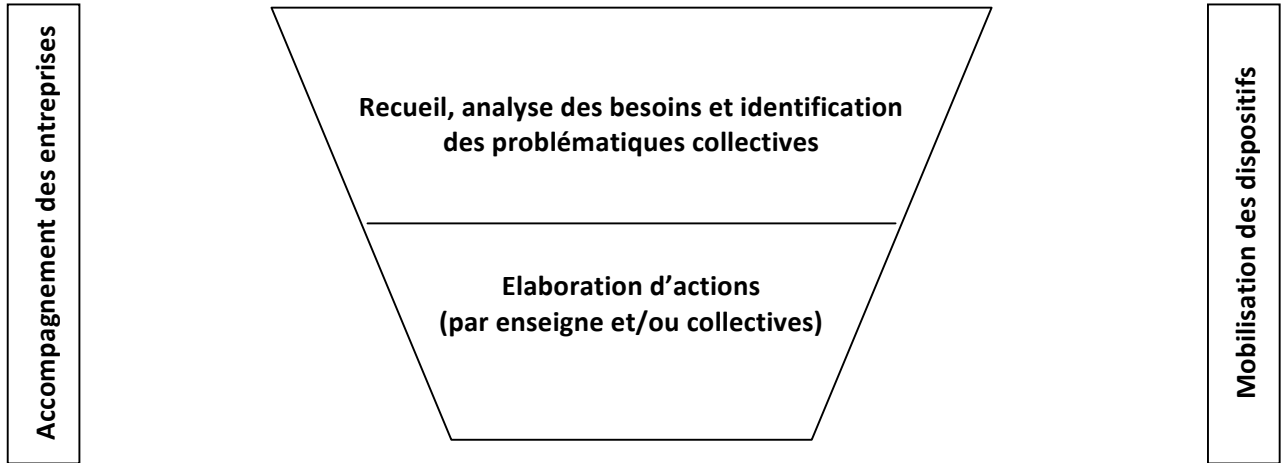 Accompagnement des entreprises
Recueil, analyse des besoins et identification
des problématiques collectives
Elaboration d’actions
(par enseigne et/ou collectives)
Mobilisation des dispositifs